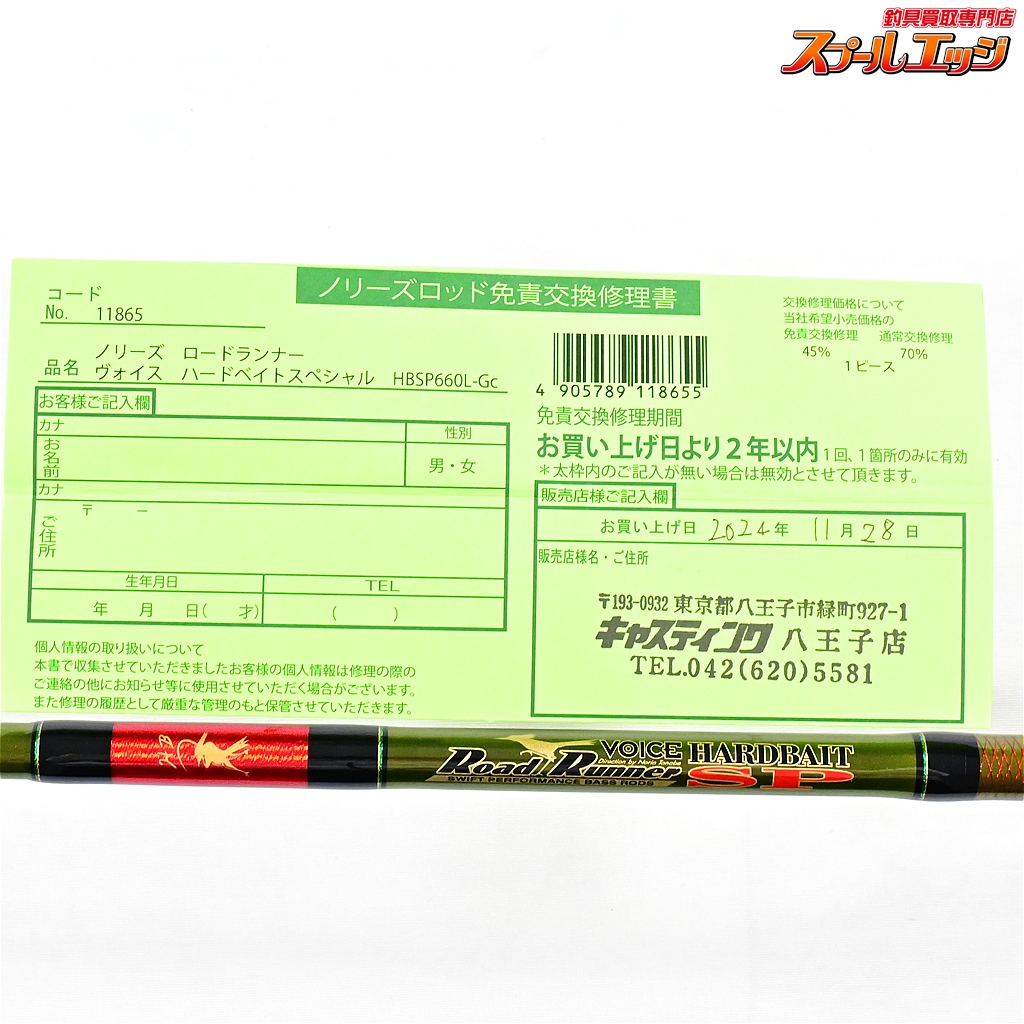 釣具買取専門店
スプールエッジ
ノリーズロッド免責交換修理書
コード
No. 11865
品名 ノリーズ ロードランナー
ヴォイス ハードベイトスペシャル HBSP660L-Gc
交換修理価格について
当社希望小売価格の
免責交換修理 通常交換修理
45% 70%
1ピース
4 905789 118655
お客様ご記入欄
カナ
性別
お名前
男・女
カナ
〒 －
ご住所
生年月日
TEL
年 月 日( 才)
( )
免責交換修理期間
お買い上げ日より2年以内 1回、1箇所のみに有効
＊太枠内のご記入が無い場合は無効とさせて頂きます。
販売店様ご記入欄
お買い上げ日 2024年 11月28日
販売店様名・ご住所
〒193-0932 東京都八王子市緑町927-1
キャスティング 八王子店
TEL.042(620)5581
個人情報の取り扱いについて
本書で収集させていただきましたお客様の個人情報は修理の際の
ご連絡の他にお知らせ等に使用させていただく場合がございます。
また修理の履歴として厳重な管理のもと保管させていただきます。
H・B
Road Runner VOICE HARDBAIT
Direction by Norio Tanabe
SWIFT PERFORMANCE BASS RODS
SP